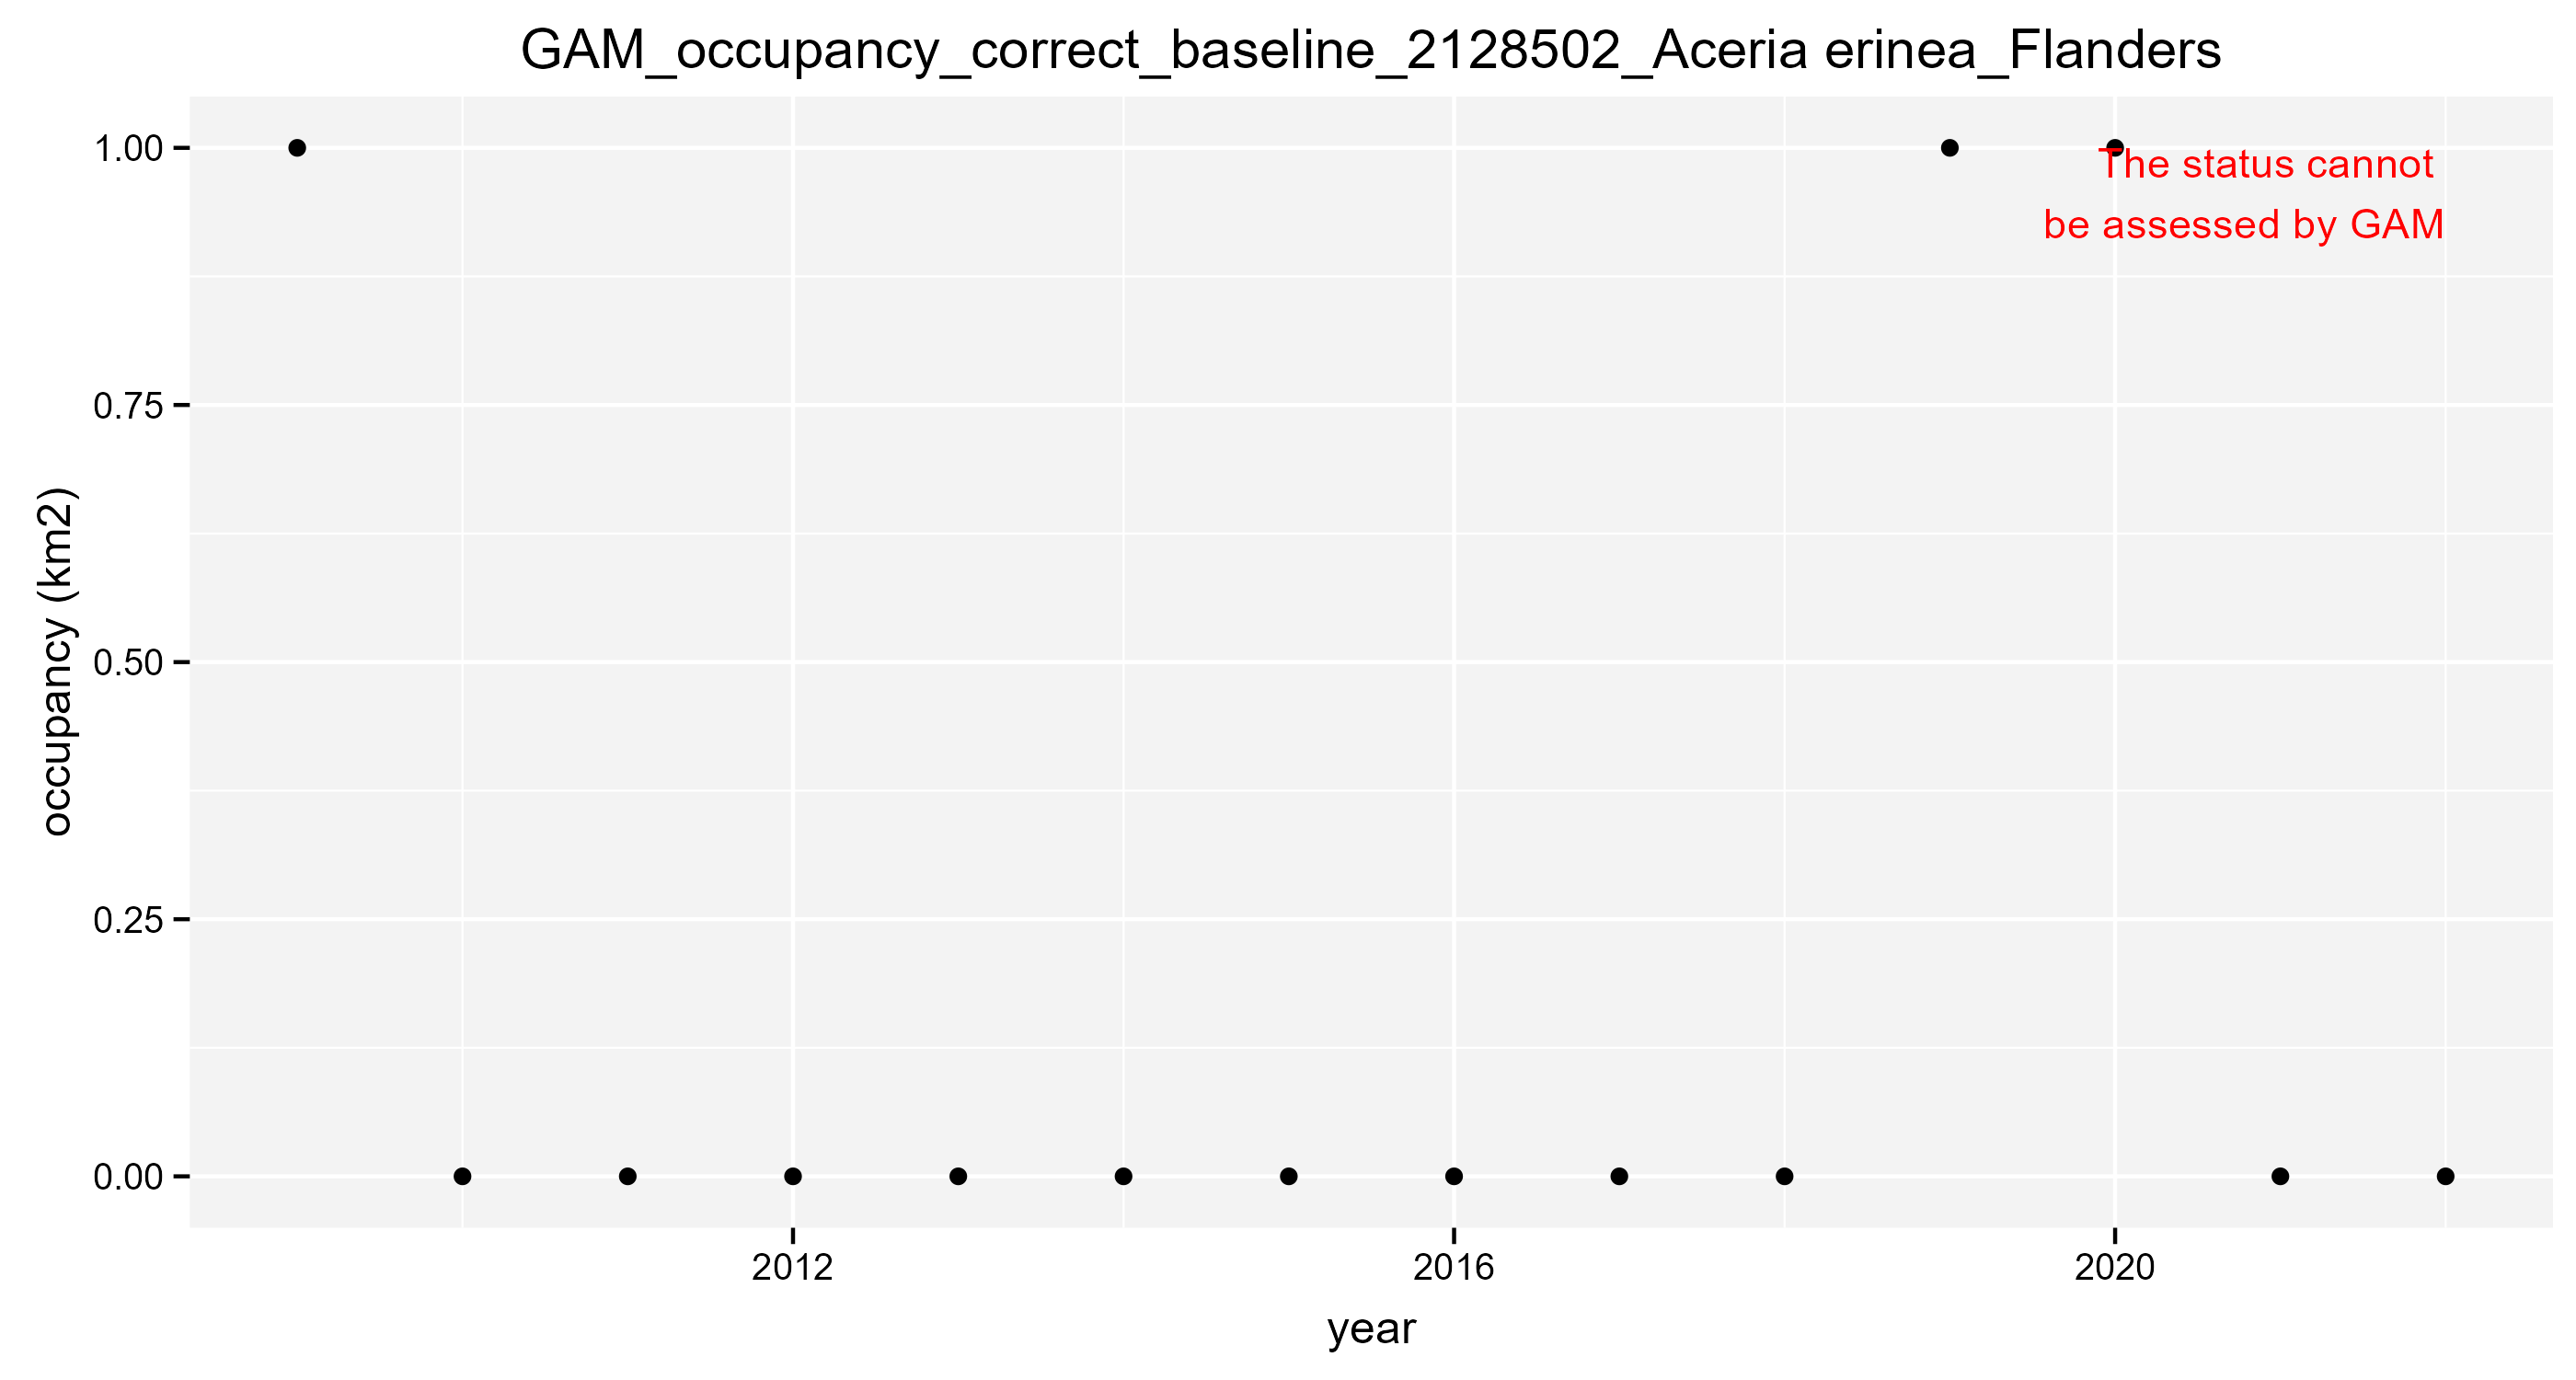 GAM_occupancy_correct_baseline_2128502_Aceria erinea_Flanders
1.00
The status cannot
be assessed by GAM
0.75
occupancy (km2)
0.50
0.25
0.00
2012 2016 2020
year